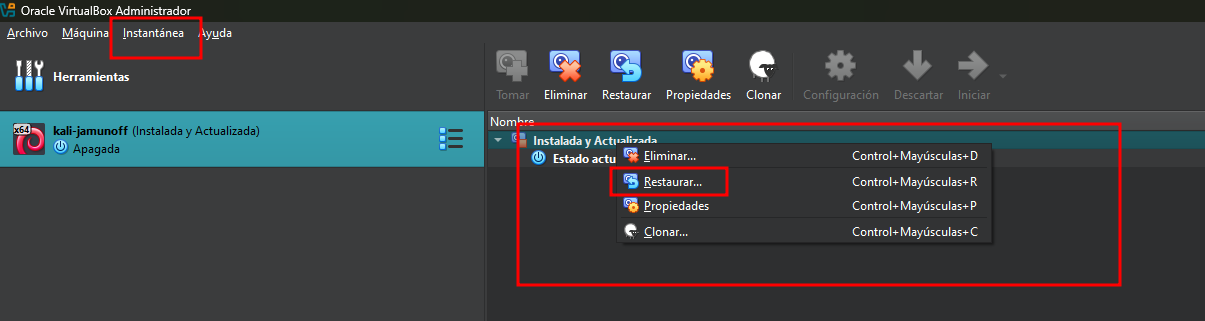 Oracle VirtualBox Administrador
Archivo Máquina Instantánea Ayuda
Herramientas
Tomar Eliminar Restaurar Propiedades Clonar Configuración Descartar Iniciar
Nombre
x64
kali-jamunoff (Instalada y Actualizada)
Apagada
Instalada y Actualizada
Estado actu
Eliminar... Control+Mayúsculas+D
Restaurar... Control+Mayúsculas+R
Propiedades Control+Mayúsculas+P
Clonar... Control+Mayúsculas+C